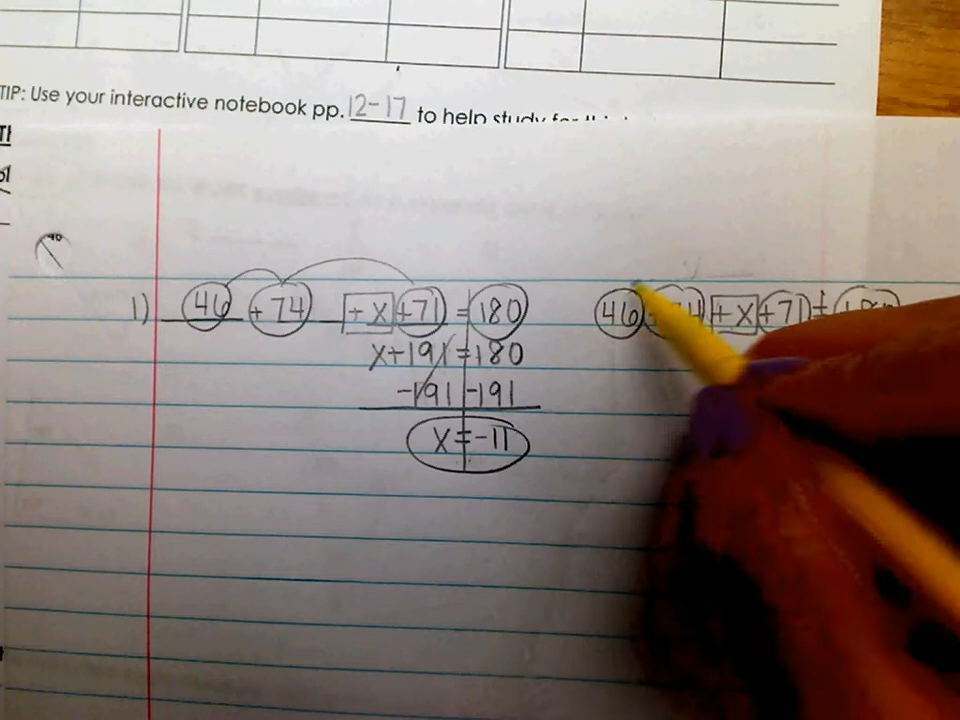 TIP: Use your interactive notebook pp. 12-17 to help study
1) 46 + 74 + x + 71 = 180 46 + x + 71 =
x + 191 = 180
-191 -191
x = -11